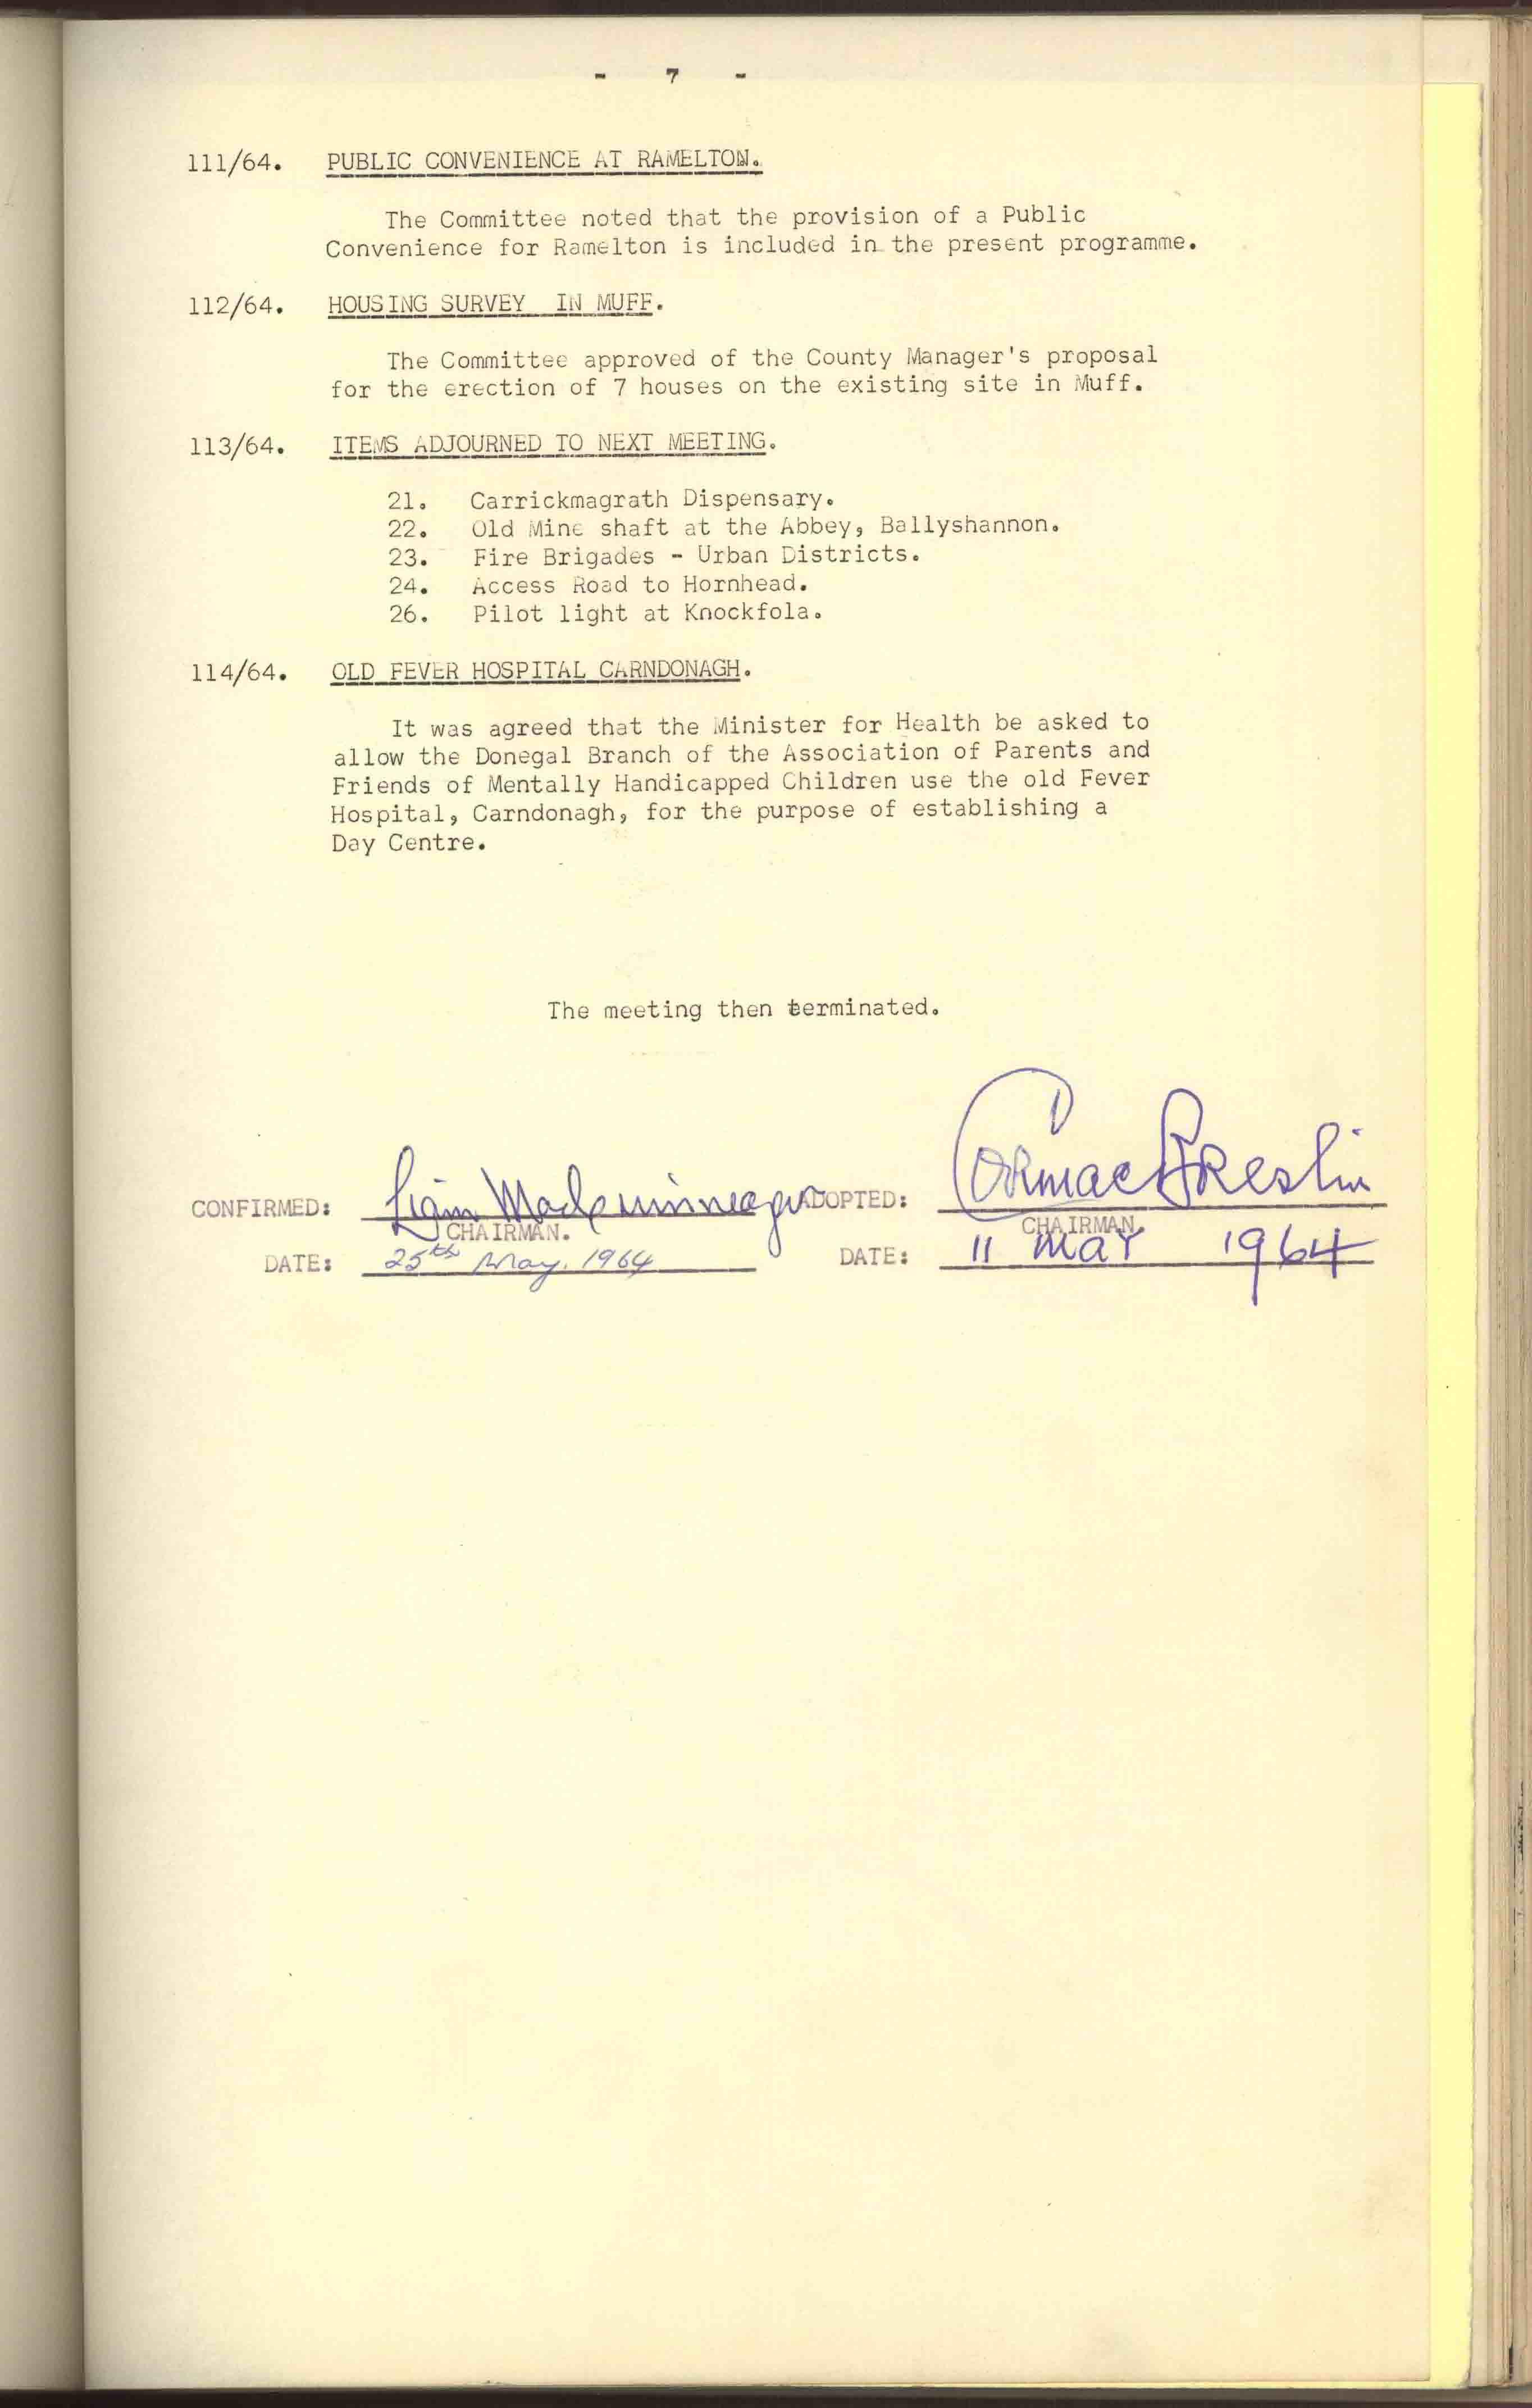 - 7 -
111/64. PUBLIC CONVENIENCE AT RAMELTON.
The Committee noted that the provision of a Public
Convenience for Ramelton is included in the present programme.
112/64. HOUSING SURVEY IN MUFF.
The Committee approved of the County Manager's proposal
for the erection of 7 houses on the existing site in Muff.
113/64. ITEMS ADJOURNED TO NEXT MEETING.
21. Carrickmagrath Dispensary.
22. Old Mine shaft at the Abbey, Ballyshannon.
23. Fire Brigades - Urban Districts.
24. Access Road to Hornhead.
26. Pilot light at Knockfola.
114/64. OLD FEVER HOSPITAL CARNDONAGH.
It was agreed that the Minister for Health be asked to
allow the Donegal Branch of the Association of Parents and
Friends of Mentally Handicapped Children use the old Fever
Hospital, Carndonagh, for the purpose of establishing a
Day Centre.
The meeting then terminated.
CONFIRMED: Liam ADOPTED: Cormac Breslin
CHAIRMAN. CHAIRMAN.
DATE: 25th May, 1964 DATE: 11 MAY 1964